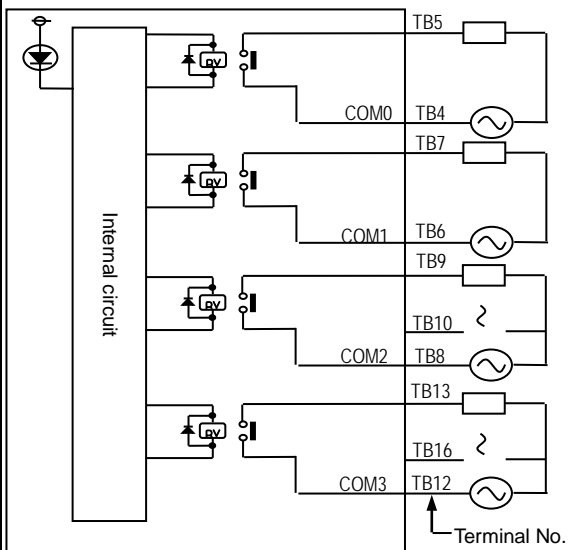 TB5
RY
COM0 TB4
TB7
RY
Internal circuit
COM1 TB6
TB9
RY
TB10
COM2 TB8
TB13
RY
TB16
COM3 TB12
Terminal No.